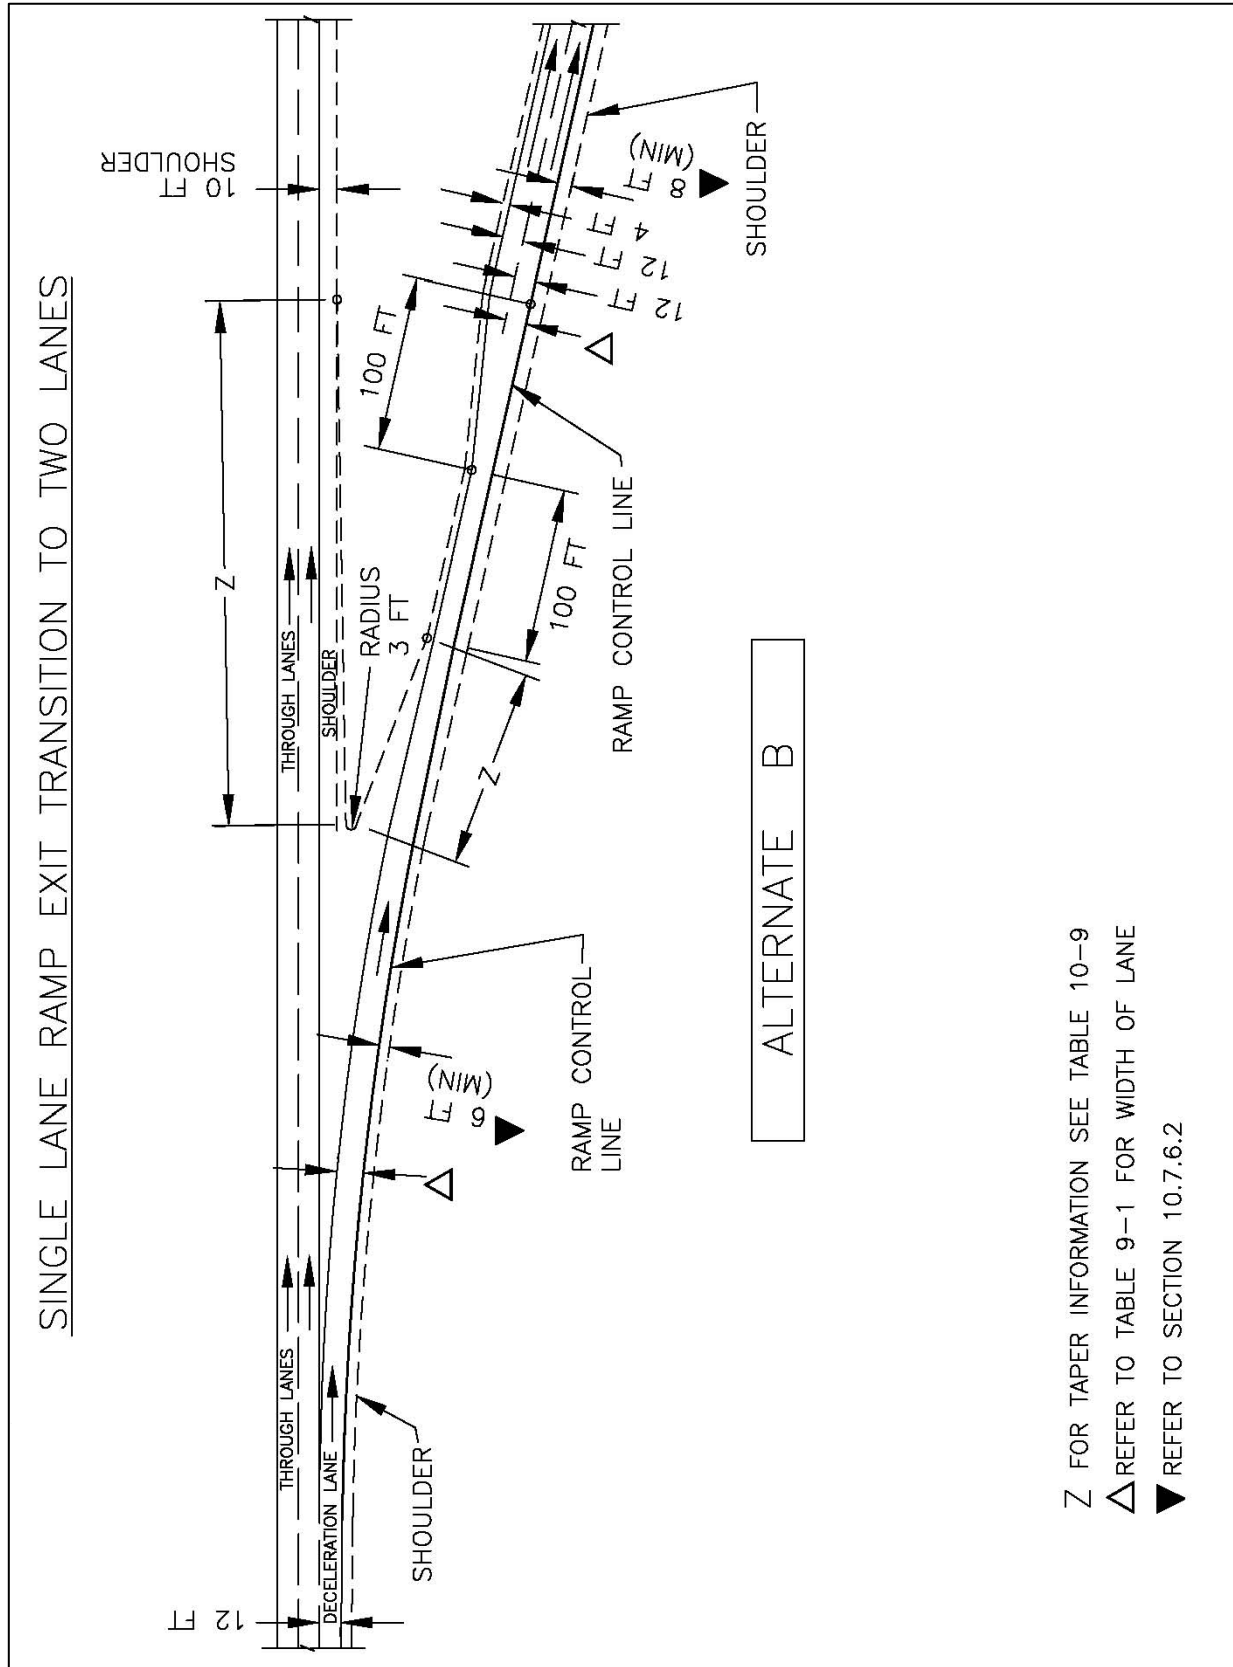 SINGLE LANE RAMP EXIT TRANSITION TO TWO LANES
12 FT
THROUGH LANES
DECELERATION LANE
SHOULDER
6 FT
(MIN)
RAMP CONTROL
LINE
Z
THROUGH LANES
SHOULDER
RADIUS
3 FT
Z
100 FT
RAMP CONTROL LINE
100 FT
10 FT
SHOULDER
12 FT
12 FT
4 FT
8 FT
(MIN)
SHOULDER
ALTERNATE B
Z FOR TAPER INFORMATION SEE TABLE 10-9
△ REFER TO TABLE 9-1 FOR WIDTH OF LANE
▼ REFER TO SECTION 10.7.6.2